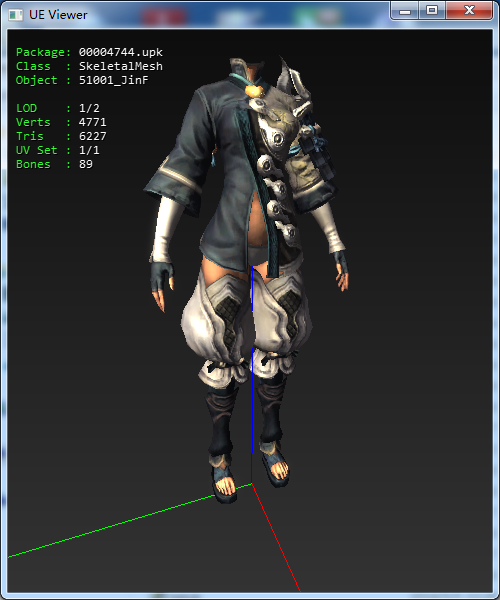 UE Viewer
Package: 00004744.upk
Class : SkeletalMesh
Object : 51001_JinF
LOD : 1/2
Verts : 4771
Tris : 6227
UV Set : 1/1
Bones : 89